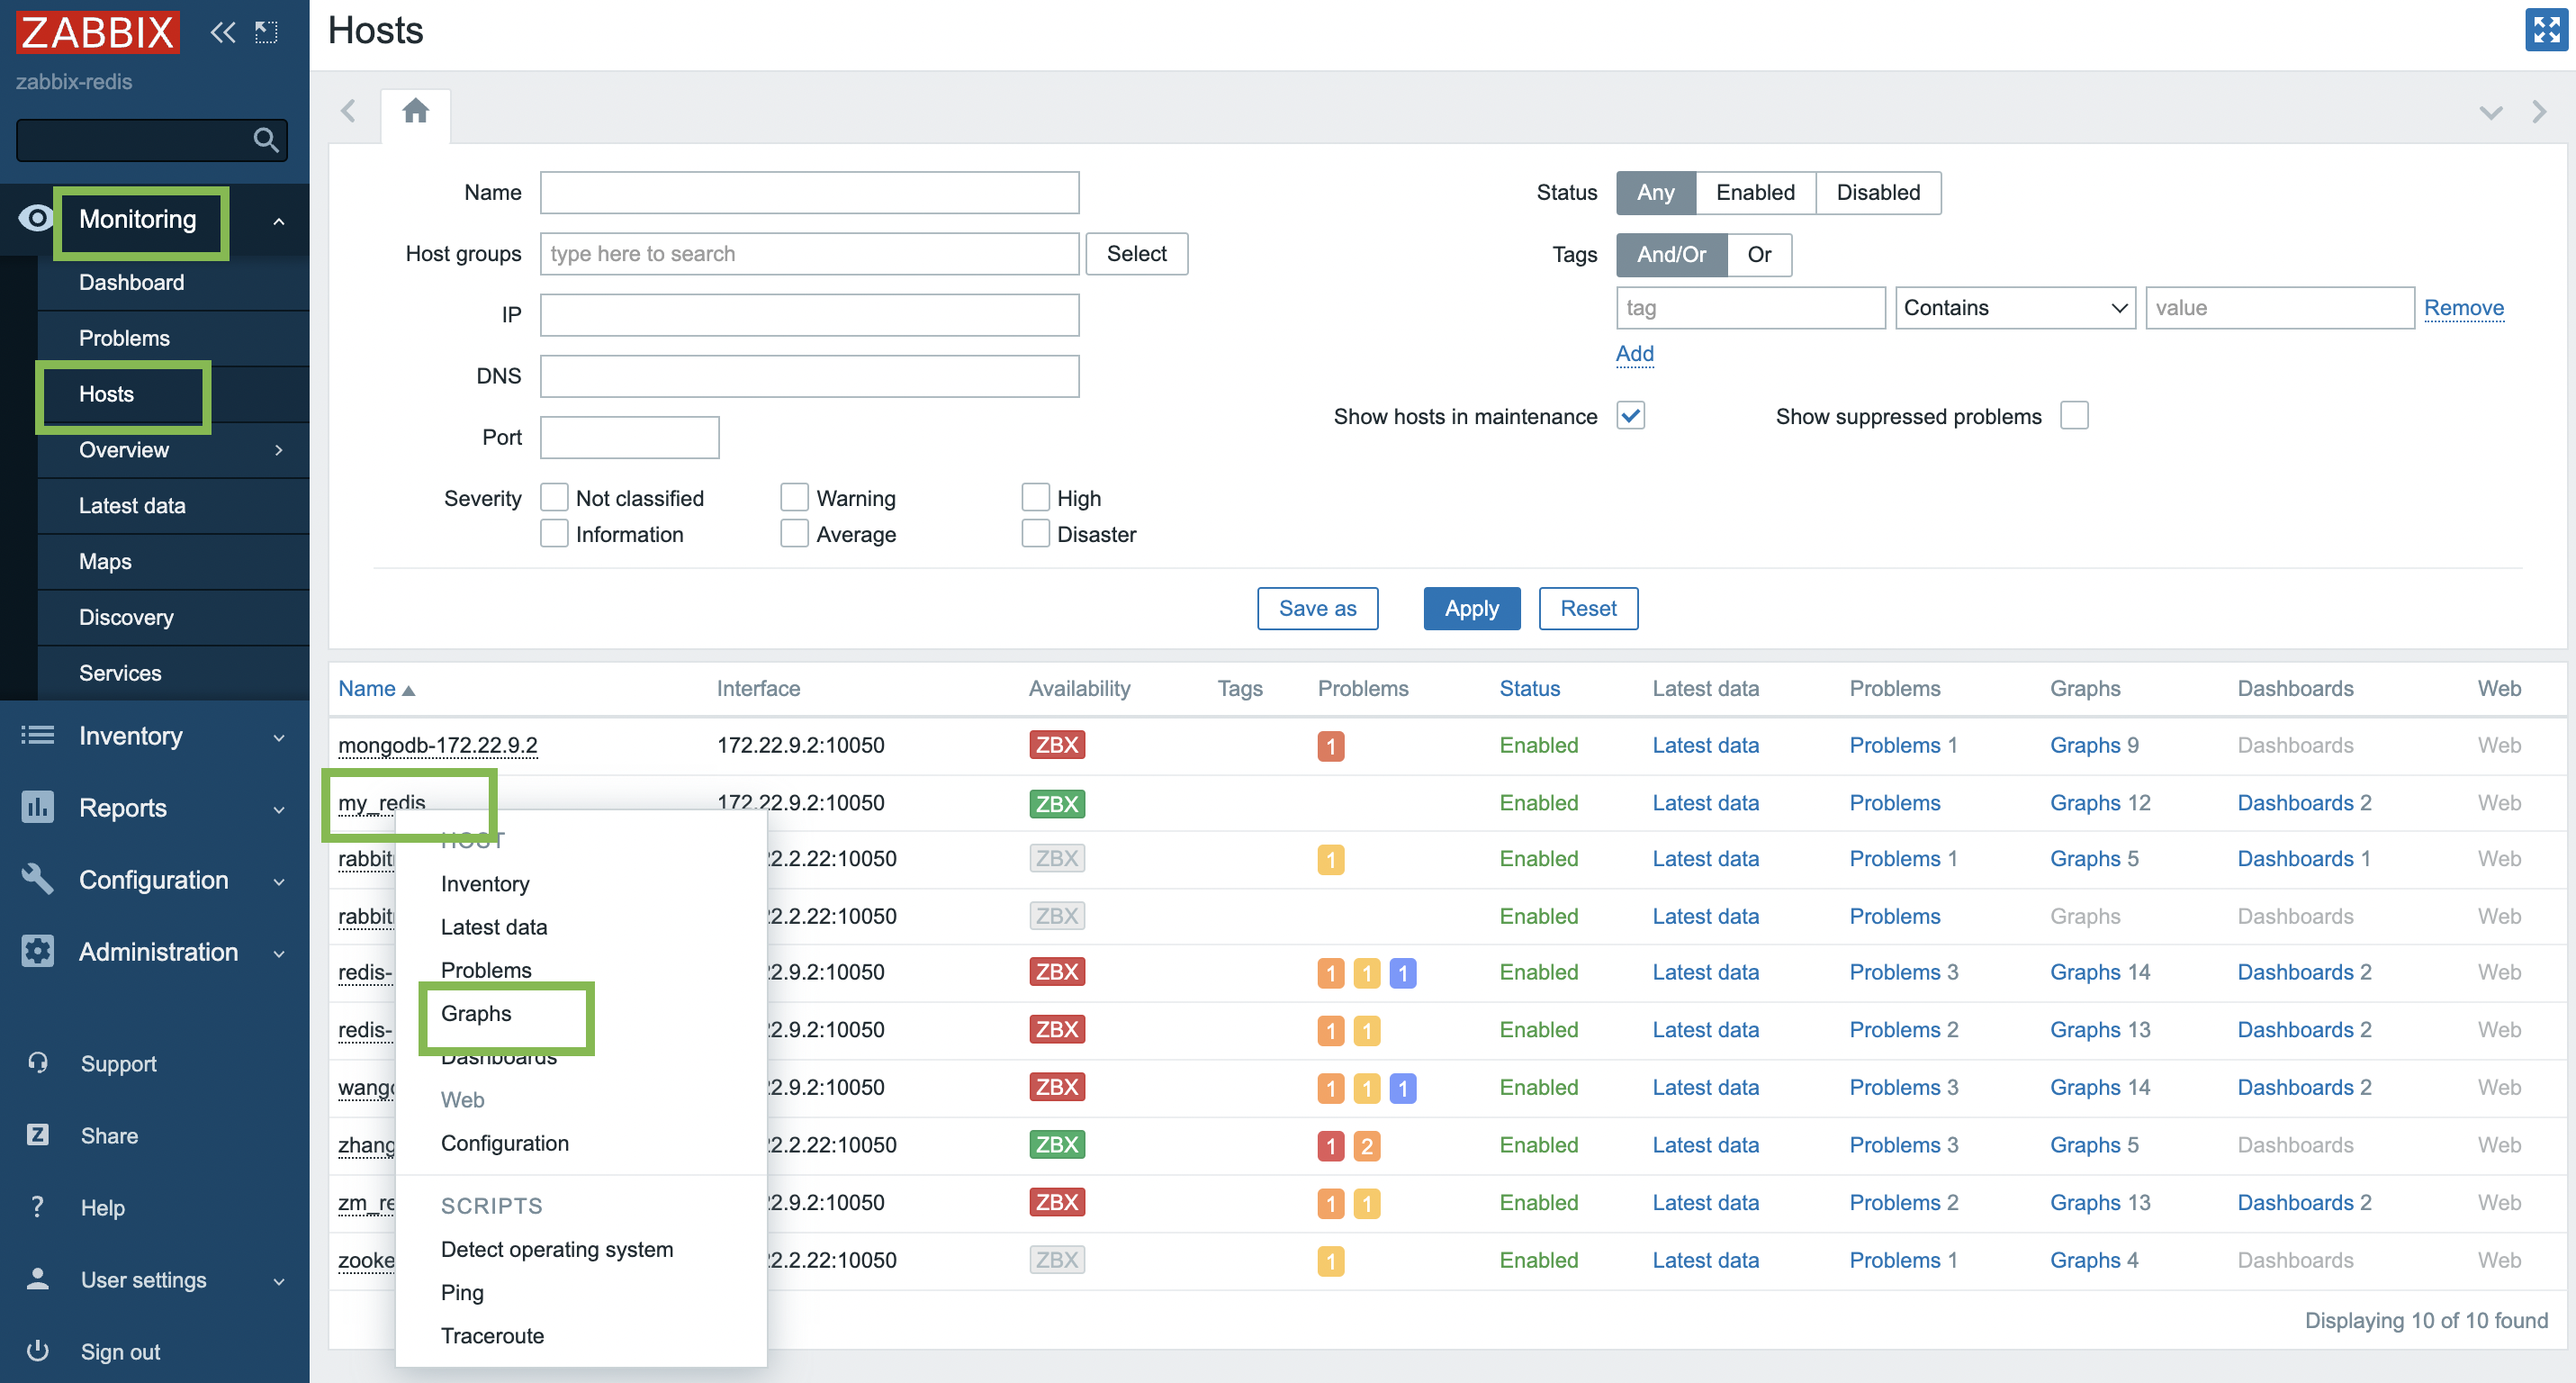 ZABBIX
zabbix-redis
Monitoring
Dashboard
Problems
Hosts
Overview
Latest data
Maps
Discovery
Services
Inventory
Reports
Configuration
Administration
Support
Z Share
? Help
User settings
Sign out
Hosts
Name
Host groups type here to search Select
IP
DNS
Port
Severity Not classified Warning High
Information Average Disaster
Status Any Enabled Disabled
Tags And/Or Or
tag Contains value Remove
Add
Show hosts in maintenance Show suppressed problems
Save as Apply Reset
Name Interface Availability Tags Problems Status Latest data Problems Graphs Dashboards Web
mongodb-172.22.9.2 172.22.9.2:10050 ZBX 1 Enabled Latest data Problems 1 Graphs 9 Dashboards Web
my_redis 172.22.9.2:10050 ZBX Enabled Latest data Problems Graphs 12 Dashboards 2 Web
rabbit 2.2.22:10050 ZBX 1 Enabled Latest data Problems 1 Graphs 5 Dashboards 1 Web
rabbit 2.2.22:10050 ZBX Enabled Latest data Problems Graphs Dashboards Web
redis- 2.9.2:10050 ZBX 1 1 1 Enabled Latest data Problems 3 Graphs 14 Dashboards 2 Web
redis- 2.9.2:10050 ZBX 1 1 Enabled Latest data Problems 2 Graphs 13 Dashboards 2 Web
wang 2.9.2:10050 ZBX 1 1 1 Enabled Latest data Problems 3 Graphs 14 Dashboards 2 Web
zhang 2.2.22:10050 ZBX 1 2 Enabled Latest data Problems 3 Graphs 5 Dashboards Web
zm_re 2.9.2:10050 ZBX 1 1 Enabled Latest data Problems 2 Graphs 13 Dashboards 2 Web
zooke 2.2.22:10050 ZBX 1 Enabled Latest data Problems 1 Graphs 4 Dashboards Web
HOST
Inventory
Latest data
Problems
Graphs
Dashboards
Web
Configuration
SCRIPTS
Detect operating system
Ping
Traceroute
Displaying 10 of 10 found